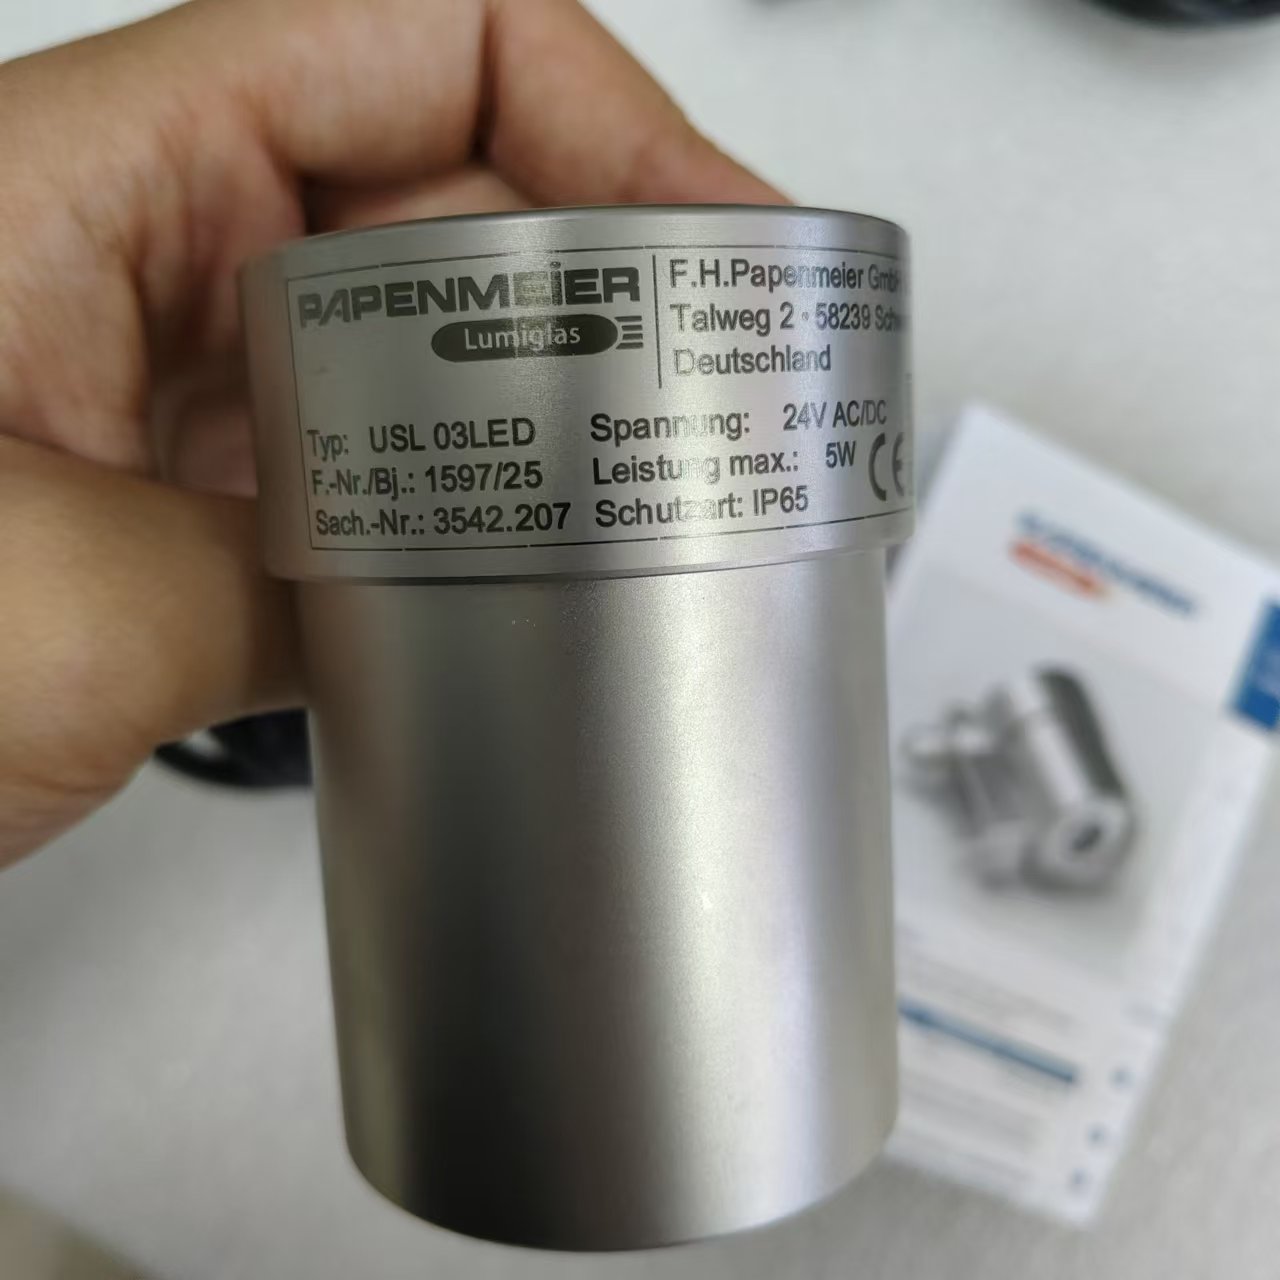 PAPENMEiER
Lumiglas
F.H.Papenmeier GmbH
Talweg 2 · 58239
Deutschland
Typ: USL 03LED
F.-Nr./Bj.: 1597/25
Sach.-Nr.: 3542.207
Spannung: 24V AC/DC
Leistung max.: 5W
Schutzart: IP65
CE